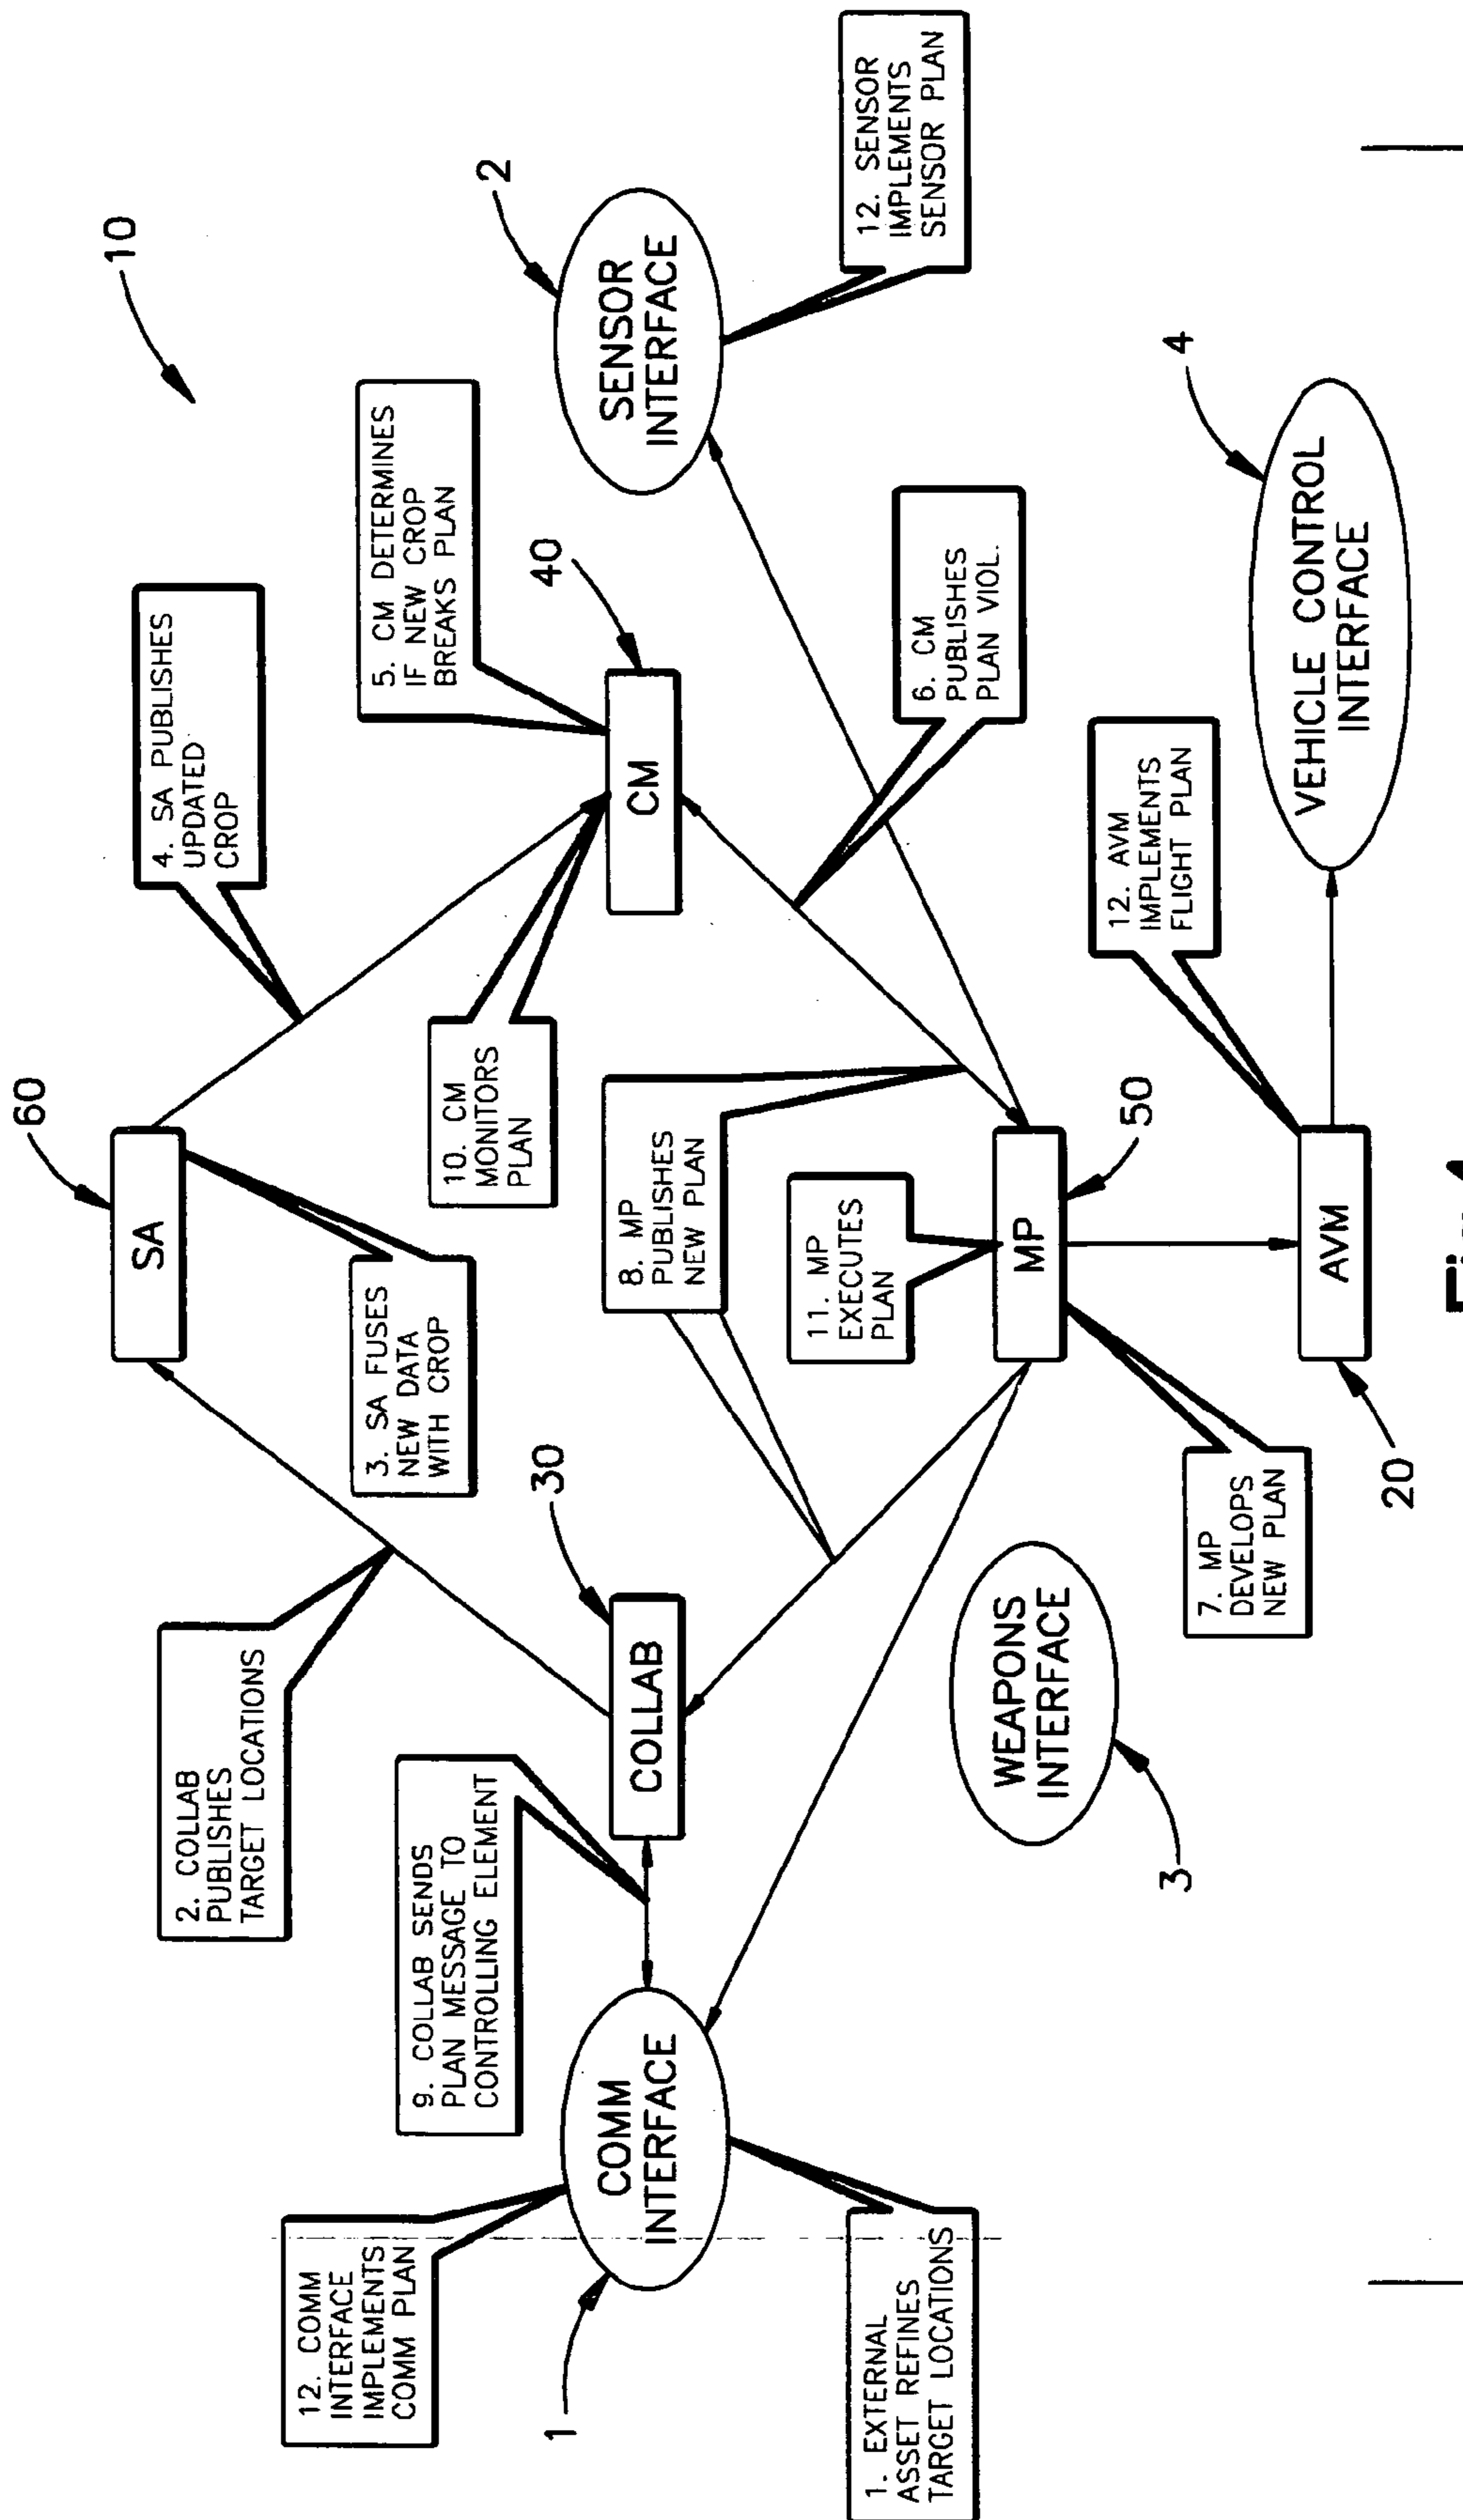 10
60
SA
4. SA PUBLISHES
UPDATED
CROP
2. COLLAB
PUBLISHES
TARGET LOCATIONS
3. SA FUSES
NEW DATA
WITH CROP
5. CM DETERMINES
IF NEW CROP
BREAKS PLAN
12. COMM
INTERFACE
IMPLEMENTS
COMM PLAN
9. COLLAB SENDS
PLAN MESSAGE TO
CONTROLLING ELEMENT
10. CM
MONITORS
PLAN
30
40
2
1
COMM
INTERFACE
COLLAB
CM
SENSOR
INTERFACE
8. MP
PUBLISHES
NEW PLAN
11. MP
EXECUTES
PLAN
6. CM
PUBLISHES
PLAN VIOL.
12. SENSOR
IMPLEMENTS
SENSOR PLAN
1. EXTERNAL
ASSET REFINES
TARGET LOCATIONS
WEAPONS
INTERFACE
3
MP
50
12. AVM
IMPLEMENTS
FLIGHT PLAN
4
7. MP
DEVELOPS
NEW PLAN
20
AVM
VEHICLE CONTROL
INTERFACE